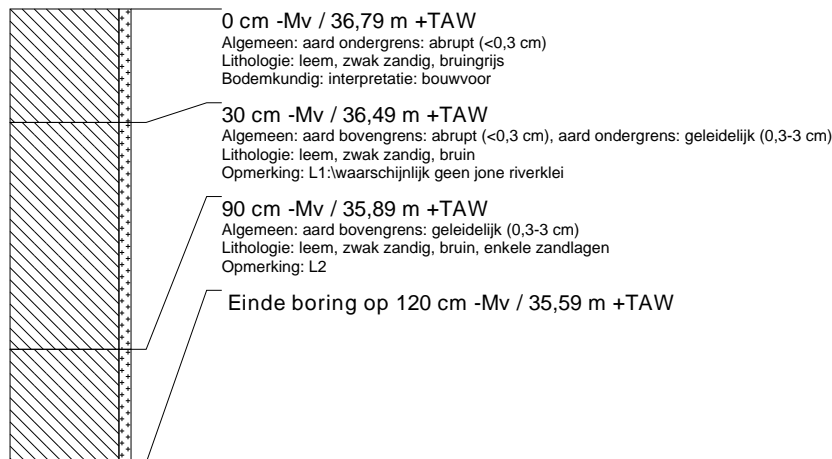 0 cm -Mv / 36,79 m +TAW
Algemeen: aard ondergrens: abrupt (<0,3 cm)
Lithologie: leem, zwak zandig, bruingrijs
Bodemkundig: interpretatie: bouwvoor
30 cm -Mv / 36,49 m +TAW
Algemeen: aard bovengrens: abrupt (<0,3 cm), aard ondergrens: geleidelijk (0,3-3 cm)
Lithologie: leem, zwak zandig, bruin
Opmerking: L1:\waarschijnlijk geen jone riverklei
90 cm -Mv / 35,89 m +TAW
Algemeen: aard bovengrens: geleidelijk (0,3-3 cm)
Lithologie: leem, zwak zandig, bruin, enkele zandlagen
Opmerking: L2
Einde boring op 120 cm -Mv / 35,59 m +TAW